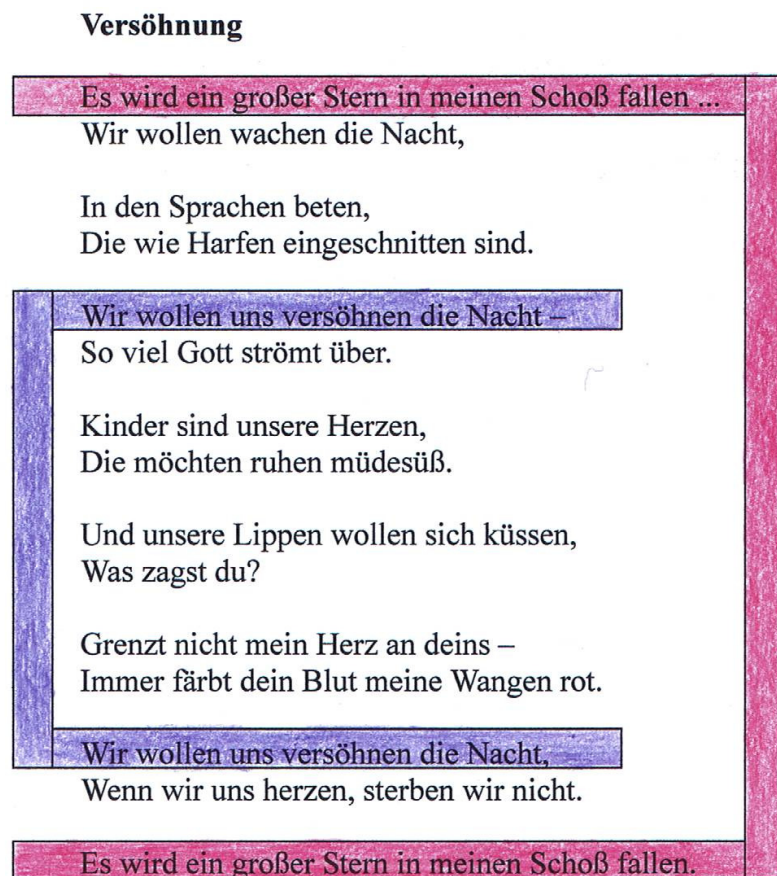 Versöhnung
Es wird ein großer Stern in meinen Schoß fallen ...
Wir wollen wachen die Nacht,
In den Sprachen beten,
Die wie Harfen eingeschnitten sind.
Wir wollen uns versöhnen die Nacht –
So viel Gott strömt über.
Kinder sind unsere Herzen,
Die möchten ruhen müdesüß.
Und unsere Lippen wollen sich küssen,
Was zagst du?
Grenzt nicht mein Herz an deins –
Immer färbt dein Blut meine Wangen rot.
Wir wollen uns versöhnen die Nacht,
Wenn wir uns herzen, sterben wir nicht.
Es wird ein großer Stern in meinen Schoß fallen.